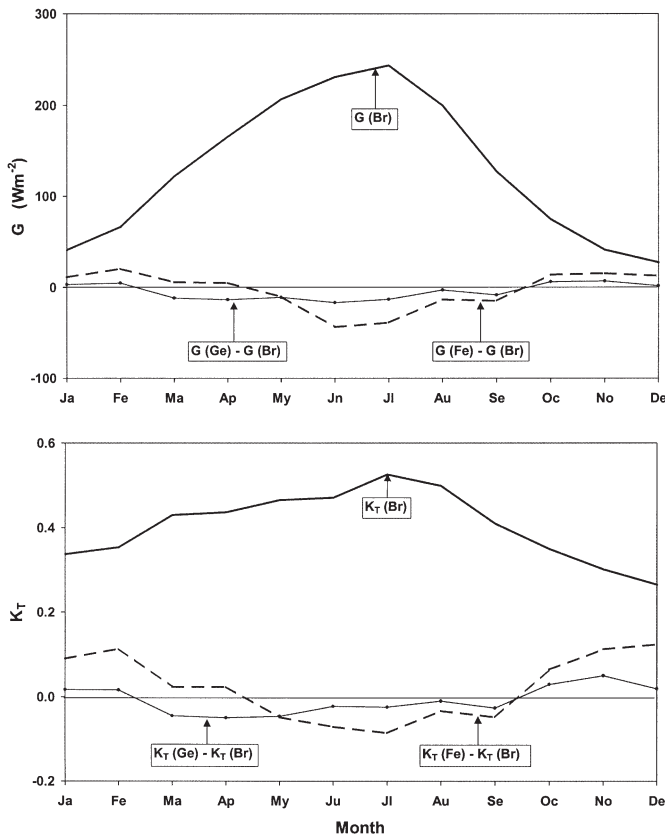 300
200
100
0
-100
G (Wm-2)
G (Br)
G (Ge) - G (Br)
G (Fe) - G (Br)
Ja Fe Ma Ap My Jn Jl Au Se Oc No De
0.6
0.4
0.2
0.0
-0.2
KT
KT (Br)
KT (Ge) - KT (Br)
KT (Fe) - KT (Br)
Ja Fe Ma Ap My Ju Jl Au Se Oc No De
Month